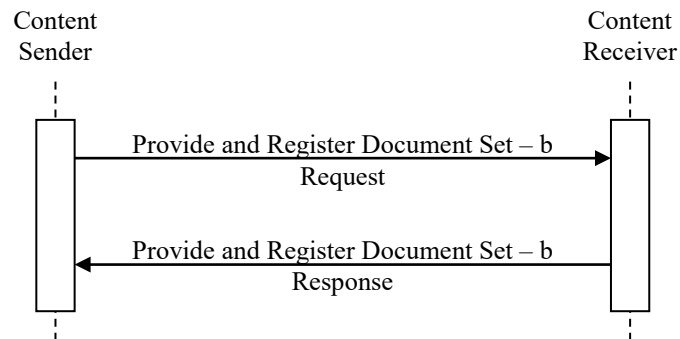 Content
Sender
Content
Receiver
Provide and Register Document Set – b
Request
Provide and Register Document Set – b
Response